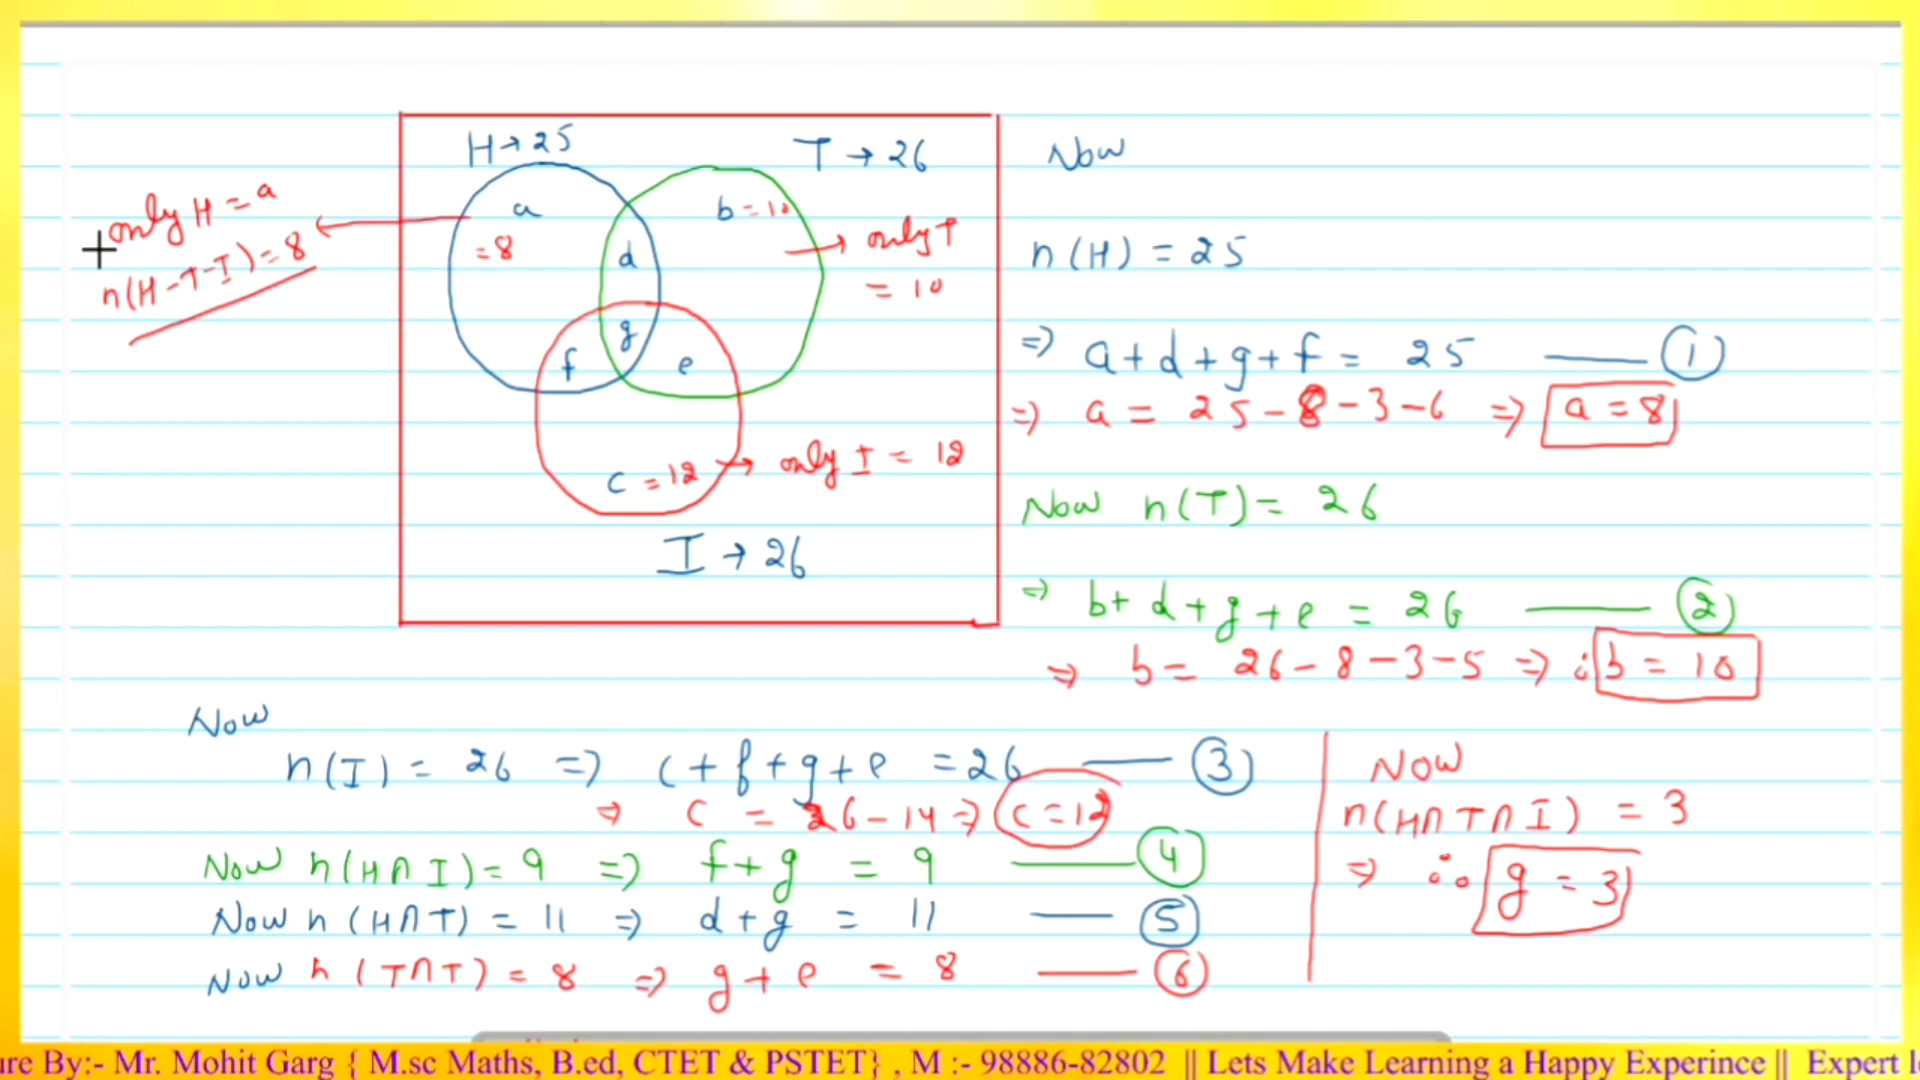 H → 25
T → 26
only H = a
n(H-T-I) = 8
a
= 8
b = 10
only T
= 10
d
g
f
e
c = 12 → only I = 12
I → 26
Now
n(H) = 25
⇒ a+d+g+f = 25 —— ①
⇒ a = 25-8-3-6 ⇒ a = 8
Now n(T) = 26
⇒ b+d+g+e = 26 —— ②
⇒ b = 26-8-3-5 ⇒ ∴ b = 10
Now
n(I) = 26 ⇒ c+f+g+e = 26 —— ③
⇒ c = 26-14 ⇒ c = 12
Now n(H∩I) = 9 ⇒ f+g = 9 —— ④
Now n(H∩T) = 11 ⇒ d+g = 11 —— ⑤
Now n(T∩T) = 8 ⇒ g+e = 8 —— ⑥
Now
n(H∩T∩I) = 3
⇒ ∴ g = 3
ure By:- Mr. Mohit Garg { M.sc Maths, B.ed, CTET & PSTET} , M :- 98886-82802 || Lets Make Learning a Happy Experince || Expert l